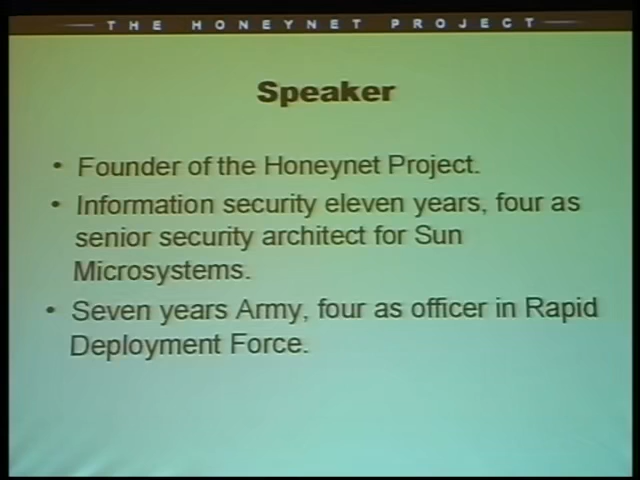 THE HONEYNET PROJECT
Speaker
• Founder of the Honeynet Project.
• Information security eleven years, four as
senior security architect for Sun
Microsystems.
• Seven years Army, four as officer in Rapid
Deployment Force.